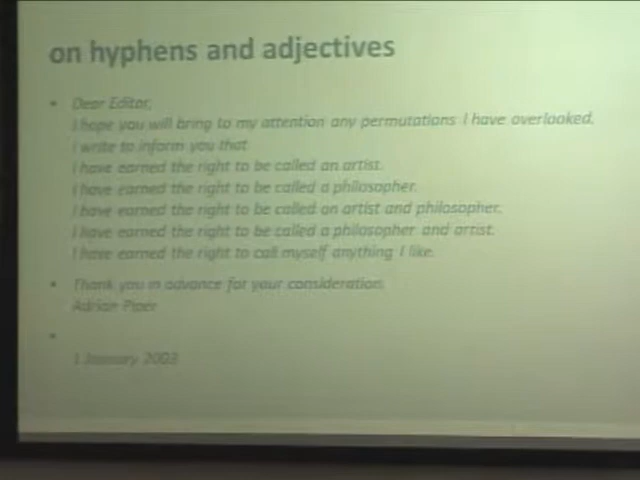 on hyphens and adjectives
Dear Editor,
I hope you will bring to my attention any permutations I have overlooked.
I write to inform you that
I have earned the right to be called an artist.
I have earned the right to be called a philosopher.
I have earned the right to be called an artist and philosopher.
I have earned the right to be called a philosopher and artist.
I have earned the right to call myself anything I like.
Thank you in advance for your consideration.
Adrian Piper
1 January 2003